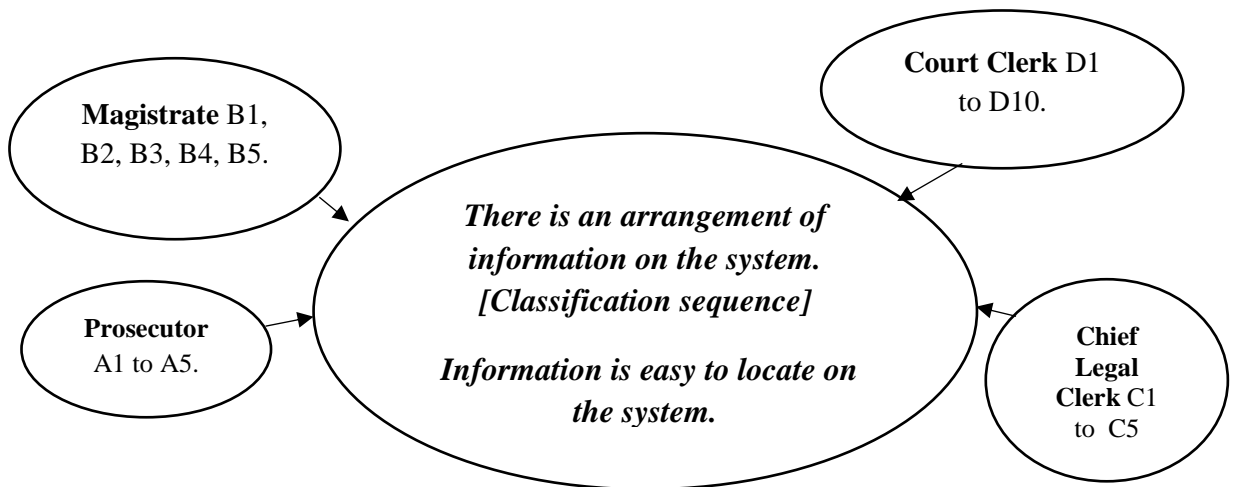 Magistrate B1,
B2, B3, B4, B5.
Court Clerk D1
to D10.
There is an arrangement of
information on the system.
[Classification sequence]
Information is easy to locate on
the system.
Prosecutor
A1 to A5.
Chief
Legal
Clerk C1
to C5